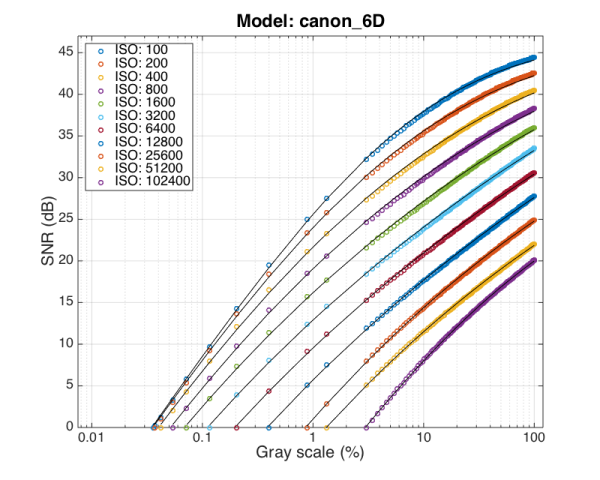 Model: canon_6D
45
40
35
30
25
20
15
10
5
0
SNR (dB)
ISO: 100
ISO: 200
ISO: 400
ISO: 800
ISO: 1600
ISO: 3200
ISO: 6400
ISO: 12800
ISO: 25600
ISO: 51200
ISO: 102400
0.01 0.1 1 10 100
Gray scale (%)